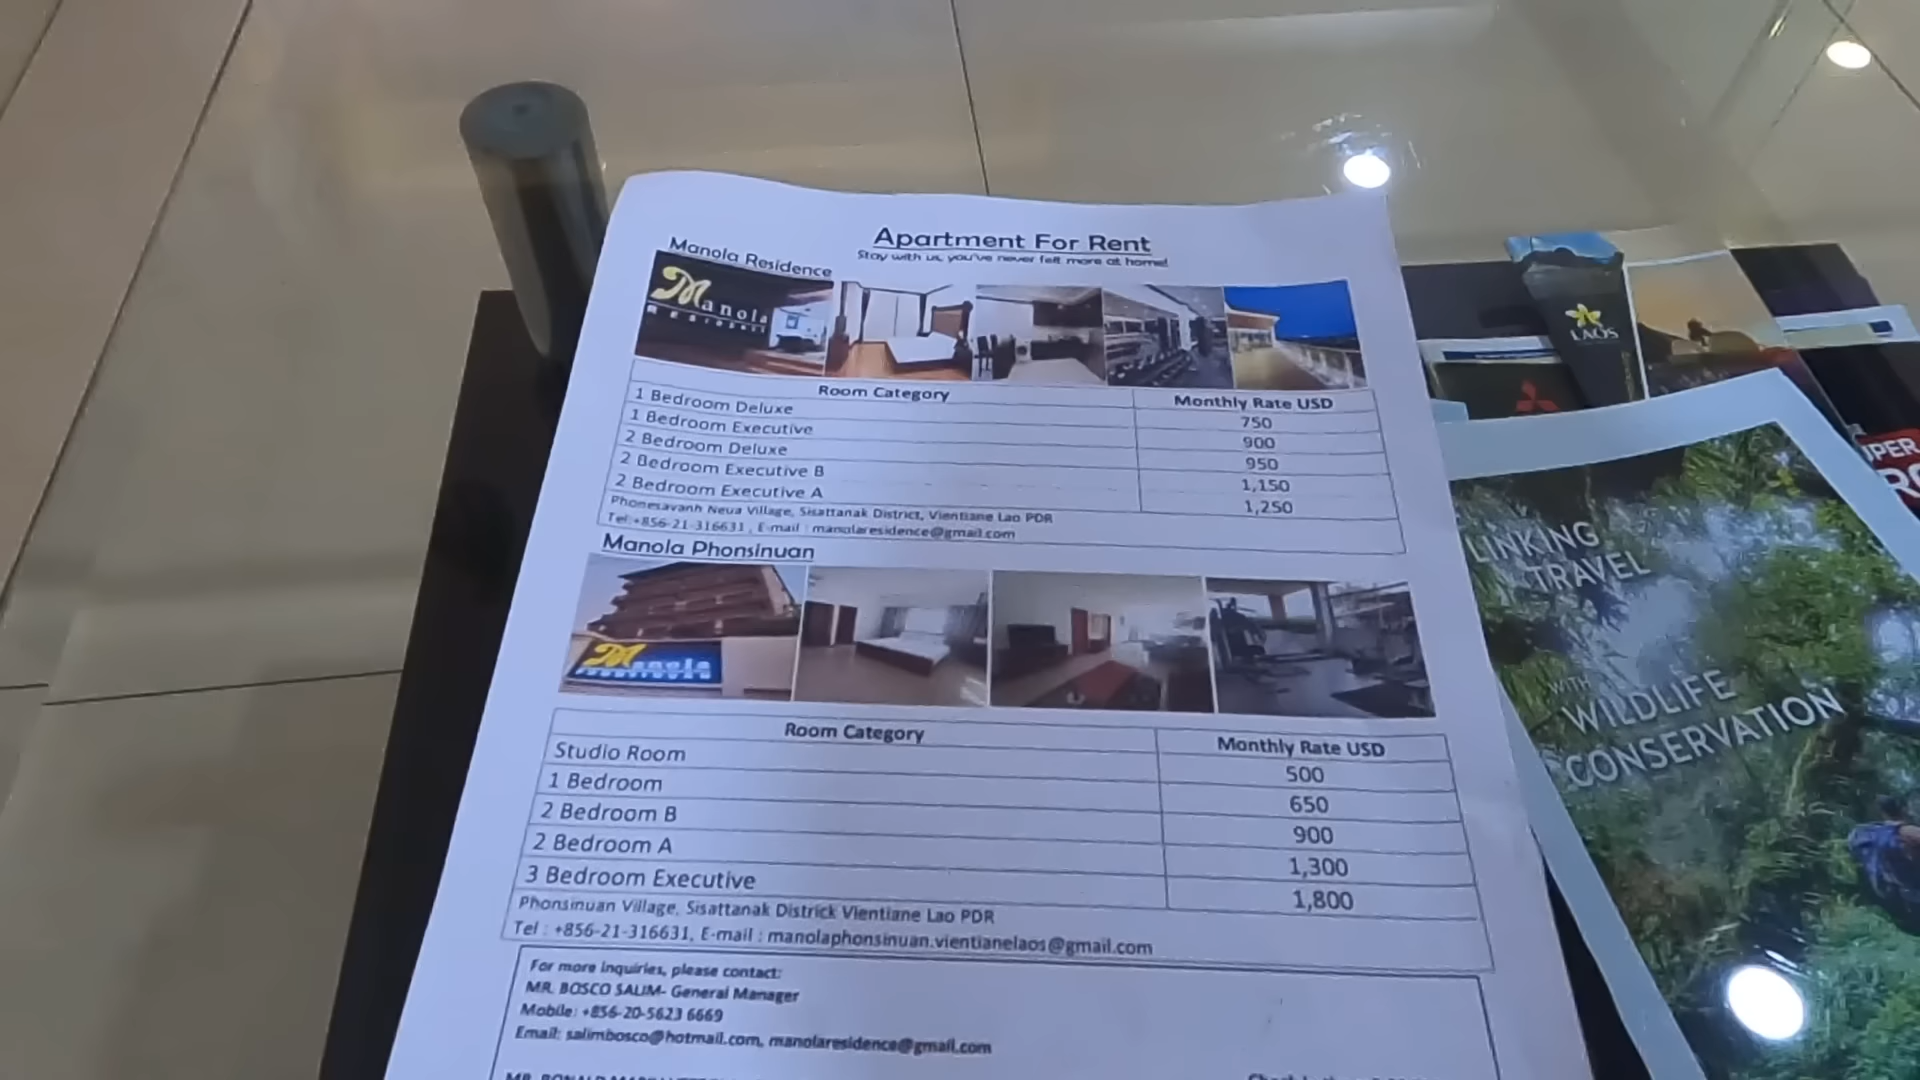 Apartment For Rent
Stay with us, you've never felt more at home!
Manola Residence
Manola
Room Category Monthly Rate USD
1 Bedroom Deluxe 750
1 Bedroom Executive 900
2 Bedroom Deluxe 950
2 Bedroom Executive B 1,150
2 Bedroom Executive A 1,250
Phonesavanh Neua Village, Sisattanak District, Vientiane Lao PDR
Tel:+856-21-316631 , E-mail : manolaresidence@gmail.com
Manola Phonsinuan
Manola
Room Category Monthly Rate USD
Studio Room 500
1 Bedroom 650
2 Bedroom B 900
2 Bedroom A 1,300
3 Bedroom Executive 1,800
Phonsinuan Village, Sisattanak Districk Vientiane Lao PDR
Tel : +856-21-316631, E-mail : manolaphonsinuan.vientianelaos@gmail.com
For more inquiries, please contact:
MR. BOSCO SALIM- General Manager
Mobile: +856-20-5623 6669
Email: salimbosco@hotmail.com, manolaresidence@gmail.com
LAOS
LINKING
TRAVEL
WITH
WILDLIFE
CONSERVATION